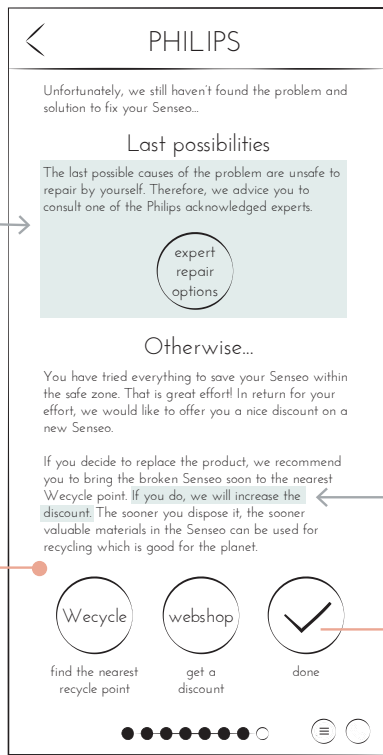 PHILIPS
Unfortunately, we still haven't found the problem and
solution to fix your Senseo...
Last possibilities
The last possible causes of the problem are unsafe to
repair by yourself. Therefore, we advice you to
consult one of the Philips acknowledged experts.
expert
repair
options
Otherwise...
You have tried everything to save your Senseo within
the safe zone. That is great effort! In return for your
effort, we would like to offer you a nice discount on a
new Senseo.
If you decide to replace the product, we recommend
you to bring the broken Senseo soon to the nearest
Wecycle point. If you do, we will increase the
discount. The sooner you dispose it, the sooner
valuable materials in the Senseo can be used for
recycling which is good for the planet.
Wecycle
webshop
find the nearest
recycle point
get a
discount
done